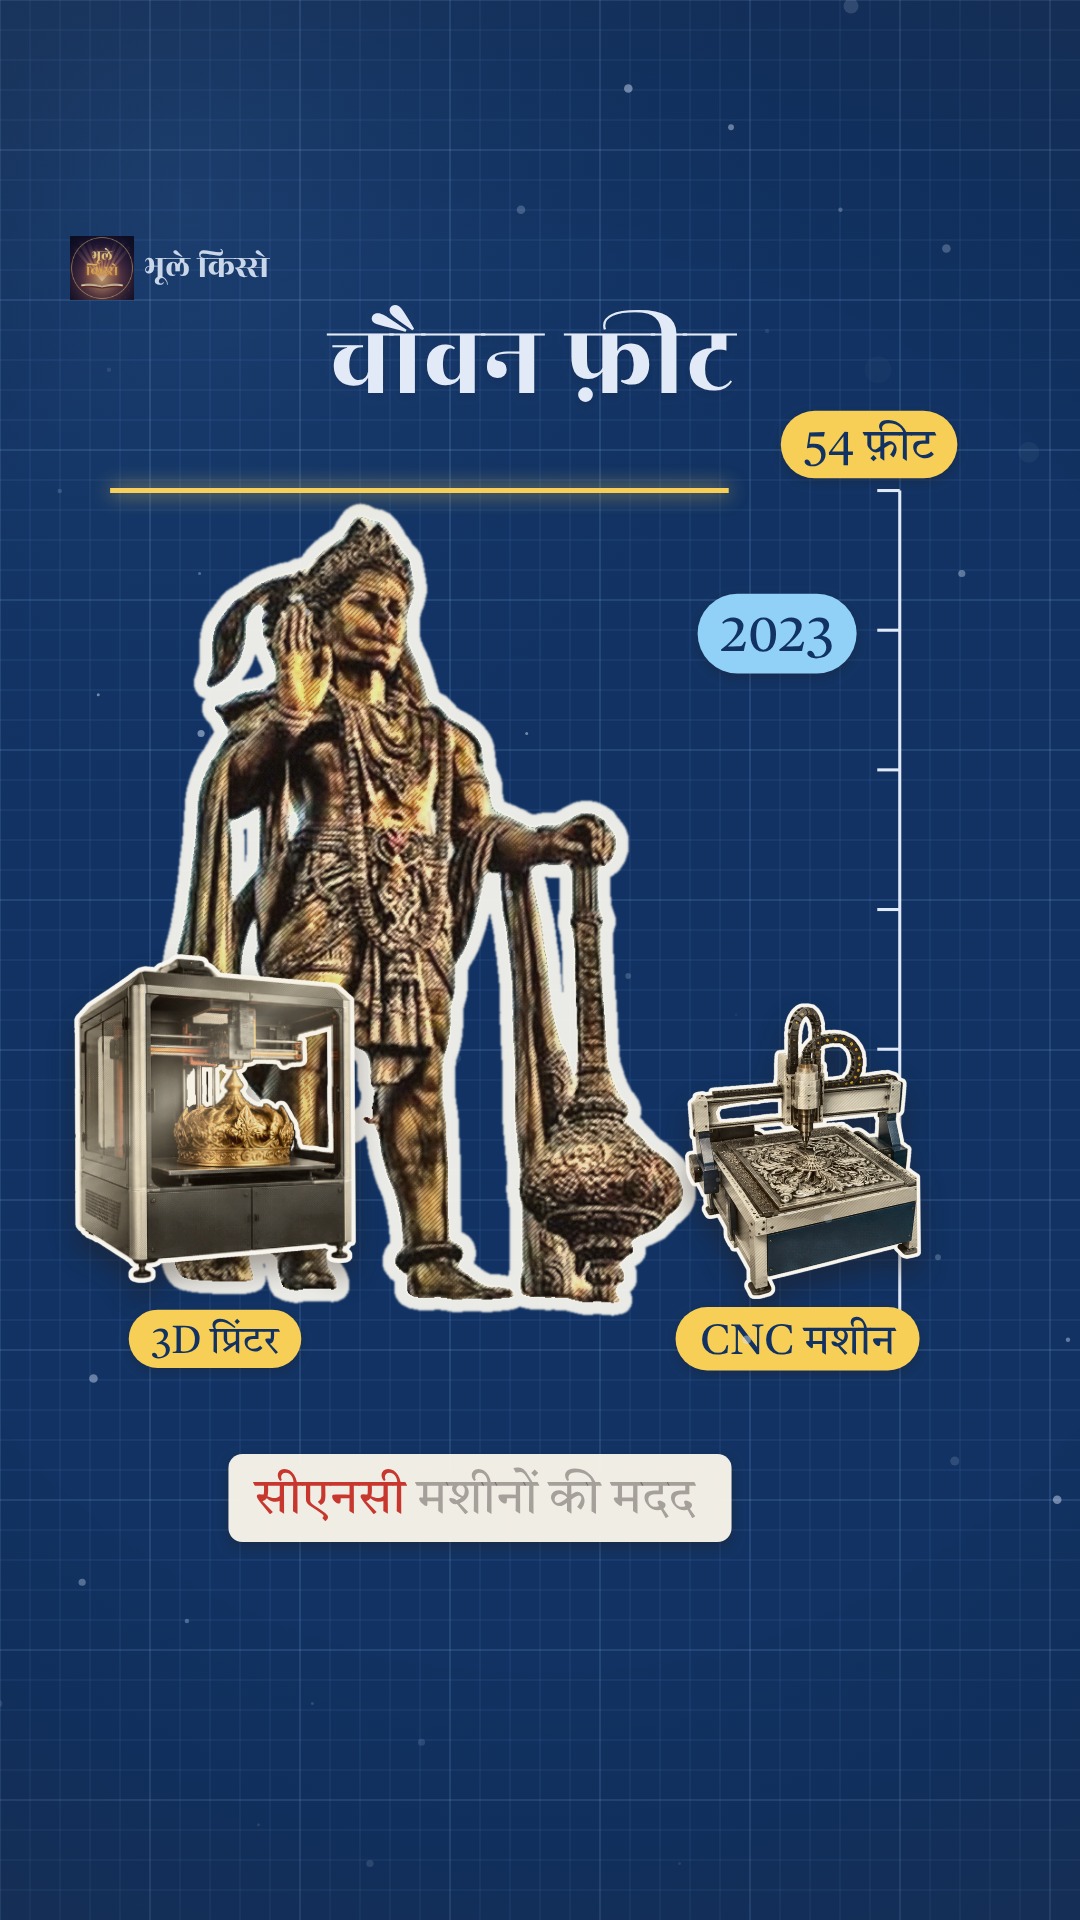 भूले किस्से
भूले किस्से
चौवन फ़ीट
54 फ़ीट
2023
3D प्रिंटर
CNC मशीन
सीएनसी मशीनों की मदद